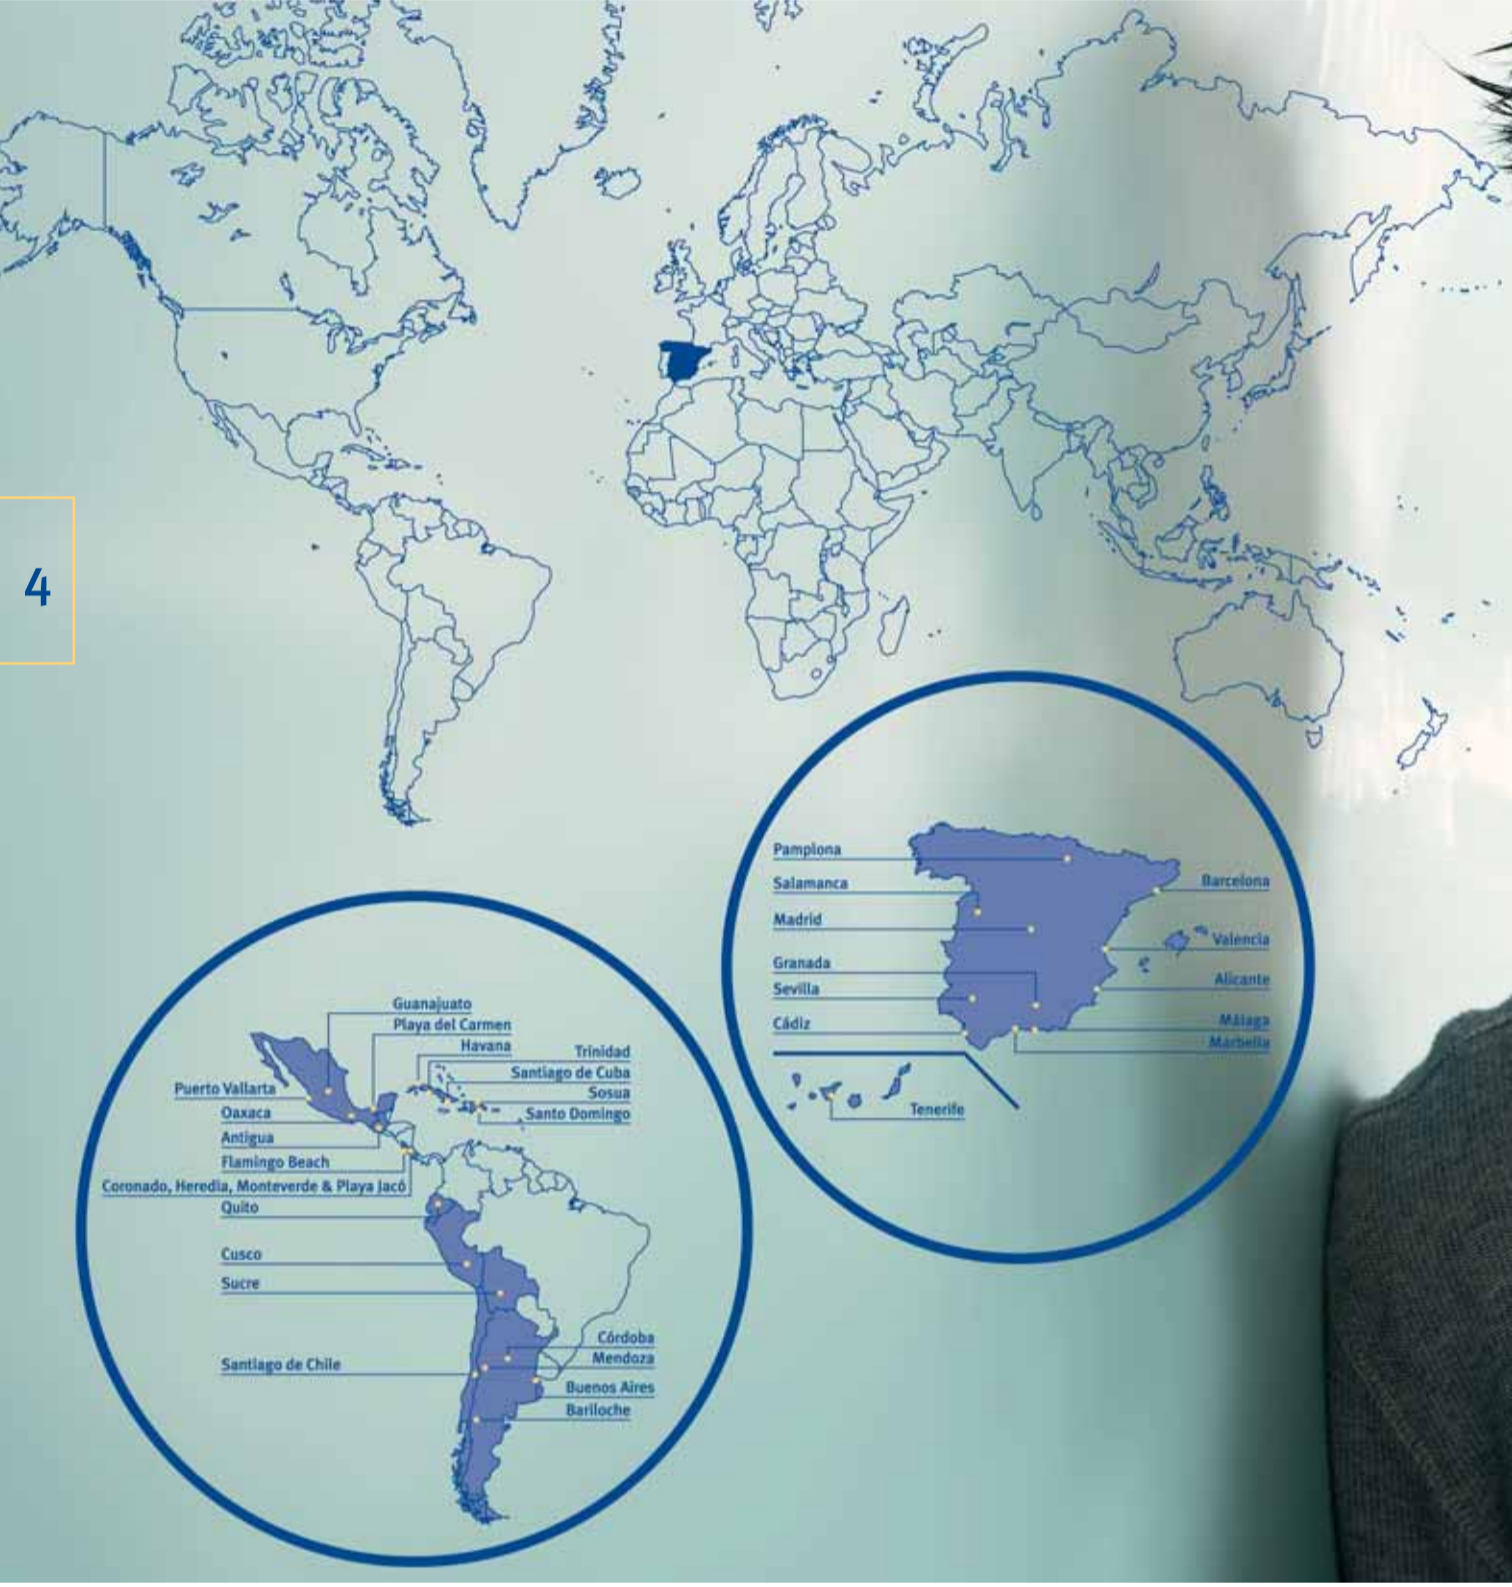 4
Pamplona
Salamanca
Madrid
Granada
Sevilla
Cádiz
Barcelona
Valencia
Alicante
Málaga
Marbella
Tenerife
Guanajuato
Playa del Carmen
Havana
Trinidad
Santiago de Cuba
Sosua
Santo Domingo
Puerto Vallarta
Oaxaca
Antigua
Flamingo Beach
Coronado, Heredia, Monteverde & Playa Jacó
Quito
Cusco
Sucre
Santiago de Chile
Córdoba
Mendoza
Buenos Aires
Bariloche